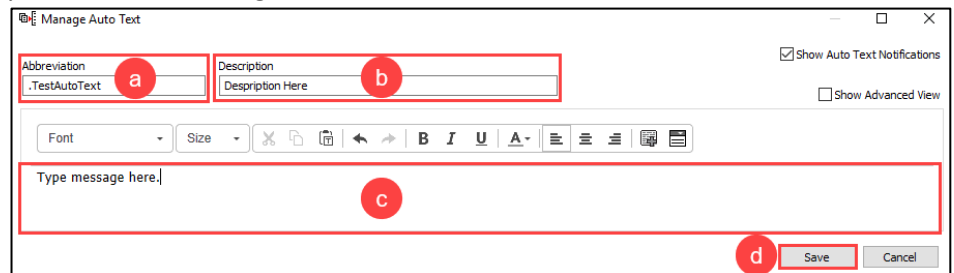 Manage Auto Text
Show Auto Text Notifications
Abbreviation Description
.TestAutoText a Despription Here b
Show Advanced View
Font Size B I U A
Type message here.
c
d Save Cancel